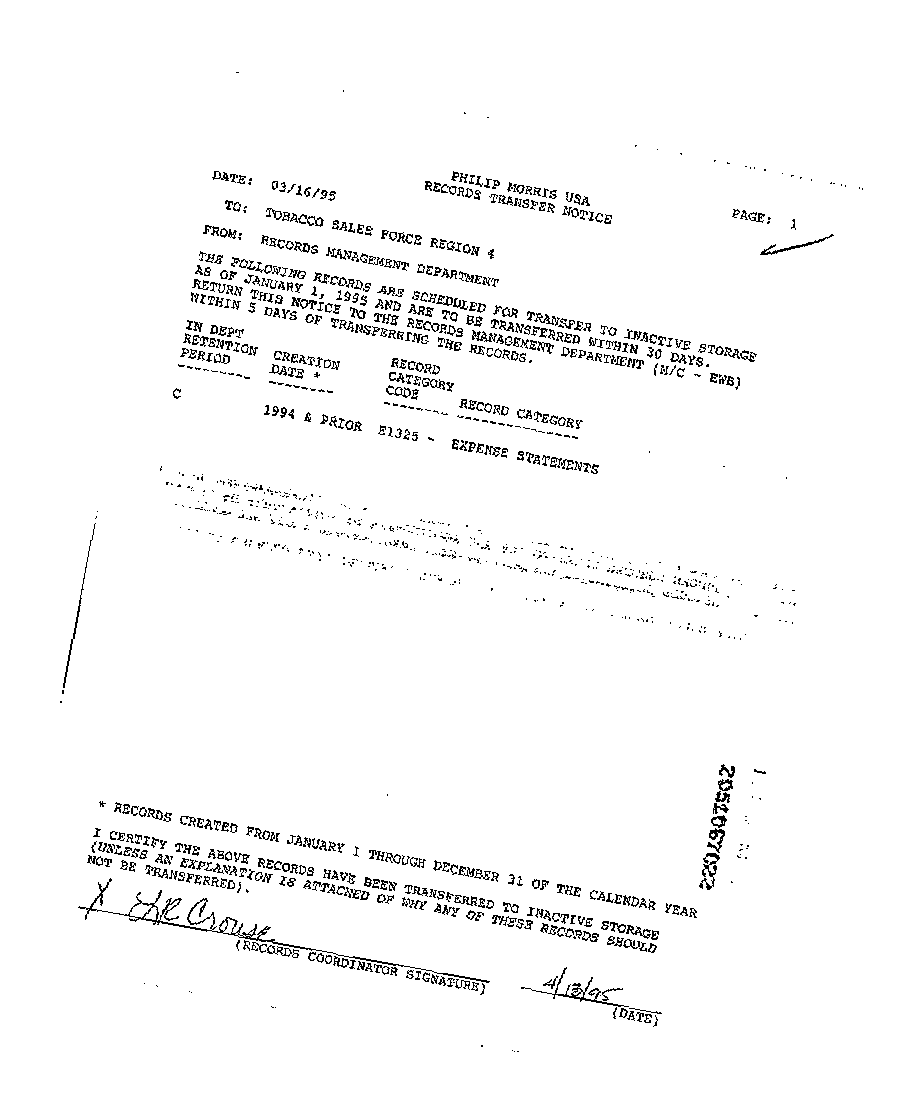 PHILIP MORRIS USA
RECORDS TRANSFER NOTICE
DATE: 03/16/95
PAGE: 1
TO: TOBACCO SALES FORCE REGION 4
FROM: RECORDS MANAGEMENT DEPARTMENT
THE FOLLOWING RECORDS ARE SCHEDULED FOR TRANSFER TO INACTIVE STORAGE
AS OF JANUARY 1, 1995 AND ARE TO BE TRANSFERRED WITHIN 30 DAYS.
RETURN THIS NOTICE TO THE RECORDS MANAGEMENT DEPARTMENT (M/C - EWB)
WITHIN 5 DAYS OF TRANSFERRING THE RECORDS.
IN DEPT RECORD
RETENTION CREATION CATEGORY
PERIOD DATE * CODE RECORD CATEGORY
C 1994 & PRIOR E1325 - EXPENSE STATEMENTS
* RECORDS CREATED FROM JANUARY 1 THROUGH DECEMBER 31 OF THE CALENDAR YEAR
I CERTIFY THE ABOVE RECORDS HAVE BEEN TRANSFERRED TO INACTIVE STORAGE
(UNLESS AN EXPLANATION IS ATTACHED OF WHY ANY OF THESE RECORDS SHOULD
NOT BE TRANSFERRED).
X Crouse
(RECORDS COORDINATOR SIGNATURE)
4/13/95
(DATE)
2051067022